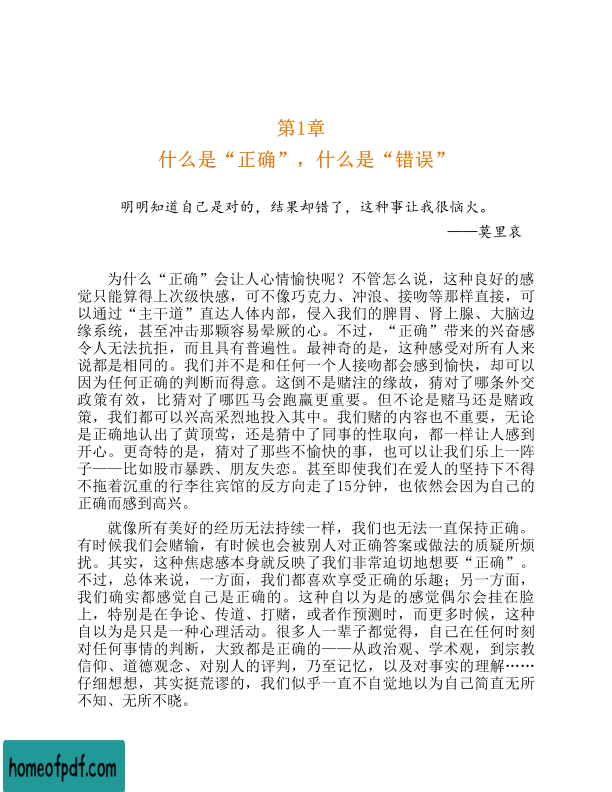 第1章
什么是“正确”，什么是“错误”
明明知道自己是对的，结果却错了，这种事让我很恼火。
——莫里哀
为什么“正确”会让人心情愉快呢？不管怎么说，这种良好的感
觉只能算得上次级快感，可不像巧克力、冲浪、接吻等那样直接，可
以通过“主干道”直达人体内部，侵入我们的脾胃、肾上腺、大脑边
缘系统，甚至冲击那颗容易晕厥的心。不过，“正确”带来的兴奋感
令人无法抗拒，而且具有普遍性。最神奇的是，这种感受对所有人来
说都是相同的。我们并不是和任何一个人接吻都会感到愉快，却可以
因为任何正确的判断而得意。这倒不是赌注的缘故，猜对了哪条外交
政策有效，比猜对了哪匹马会跑赢更重要。但不论是赌马还是赌政
策，我们都可以兴高采烈地投入其中。我们赌的内容也不重要，无论
是正确地认出了黄顶莺，还是猜中了同事的性取向，都一样让人感到
开心。更奇特的是，猜对了那些不愉快的事，也可以让我们乐上一阵
子——比如股市暴跌、朋友失恋。甚至即使我们在爱人的坚持下不得
不拖着沉重的行李往宾馆的反方向走了15分钟，也依然会因为自己的
正确而感到高兴。
就像所有美好的经历无法持续一样，我们也无法一直保持正确。
有时候我们会赌输，有时候也会被别人对正确答案或做法的质疑所烦
扰。其实，这种焦虑感本身就反映了我们非常迫切地想要“正确”。
不过，总体来说，一方面，我们都喜欢享受正确的乐趣；另一方面，
我们确实都感觉自己是正确的。这种自以为是的感觉偶尔会挂在脸
上，特别是在争论、传道、打赌，或者作预测时，而更多时候，这种
自以为是只是一种心理活动。很多人一辈子都觉得，自己在任何时刻
对任何事情的判断，大致都是正确的——从政治观、学术观，到宗教
信仰、道德观念、对别人的评判，乃至记忆，以及对事实的理解……
仔细想想，其实挺荒谬的，我们似乎一直不自觉地以为自己简直无所
不知、无所不晓。
homeofpdf.com